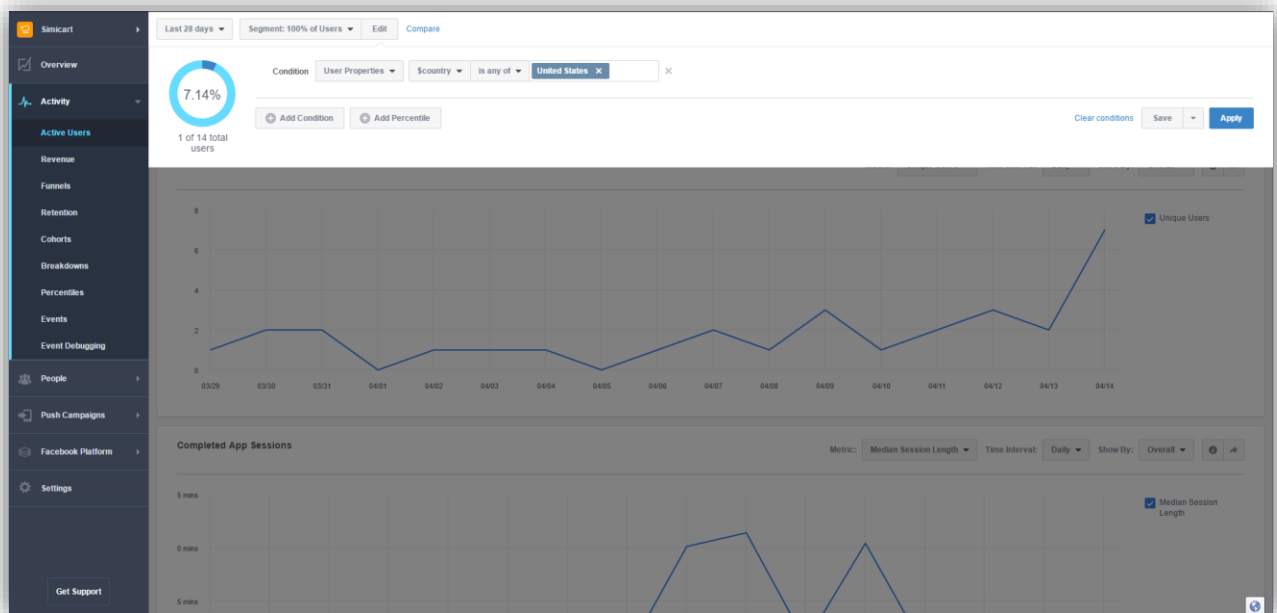 Simicart
Last 28 days
Segment: 100% of Users
Edit
Compare
Overview
Activity
Active Users
Revenue
Funnels
Retention
Cohorts
Breakdowns
Percentiles
Events
Event Debugging
People
Push Campaigns
Facebook Platform
Settings
Get Support
7.14%
1 of 14 total
users
Condition
User Properties
$country
is any of
United States
Add Condition
Add Percentile
Clear conditions
Save
Apply
8
6
4
2
0
03/29 03/30 03/31 04/01 04/02 04/03 04/04 04/05 04/06 04/07 04/08 04/09 04/10 04/11 04/12 04/13 04/14
Unique Users
Completed App Sessions
Metric: Median Session Length Time Interval: Daily Show By: Overall
5 mins
0 mins
5 mins
Median Session
Length